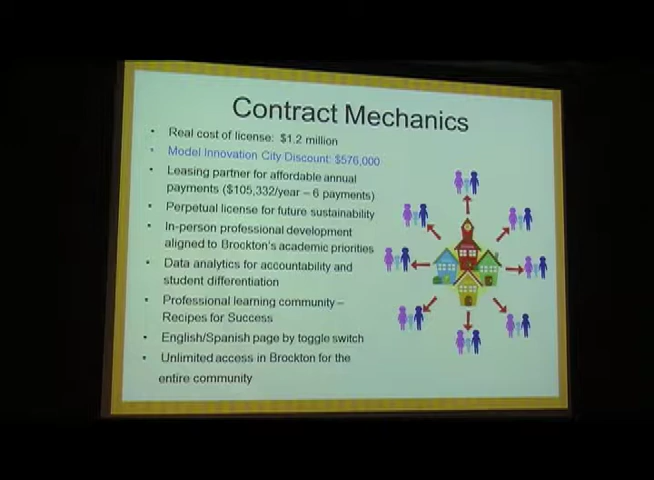 Contract Mechanics
• Real cost of license: $1.2 million
• Model Innovation City Discount: $576,000
• Leasing partner for affordable annual
payments ($105,332/year – 6 payments)
• Perpetual license for future sustainability
• In-person professional development
aligned to Brockton's academic priorities
• Data analytics for accountability and
student differentiation
• Professional learning community –
Recipes for Success
• English/Spanish page by toggle switch
• Unlimited access in Brockton for the
entire community